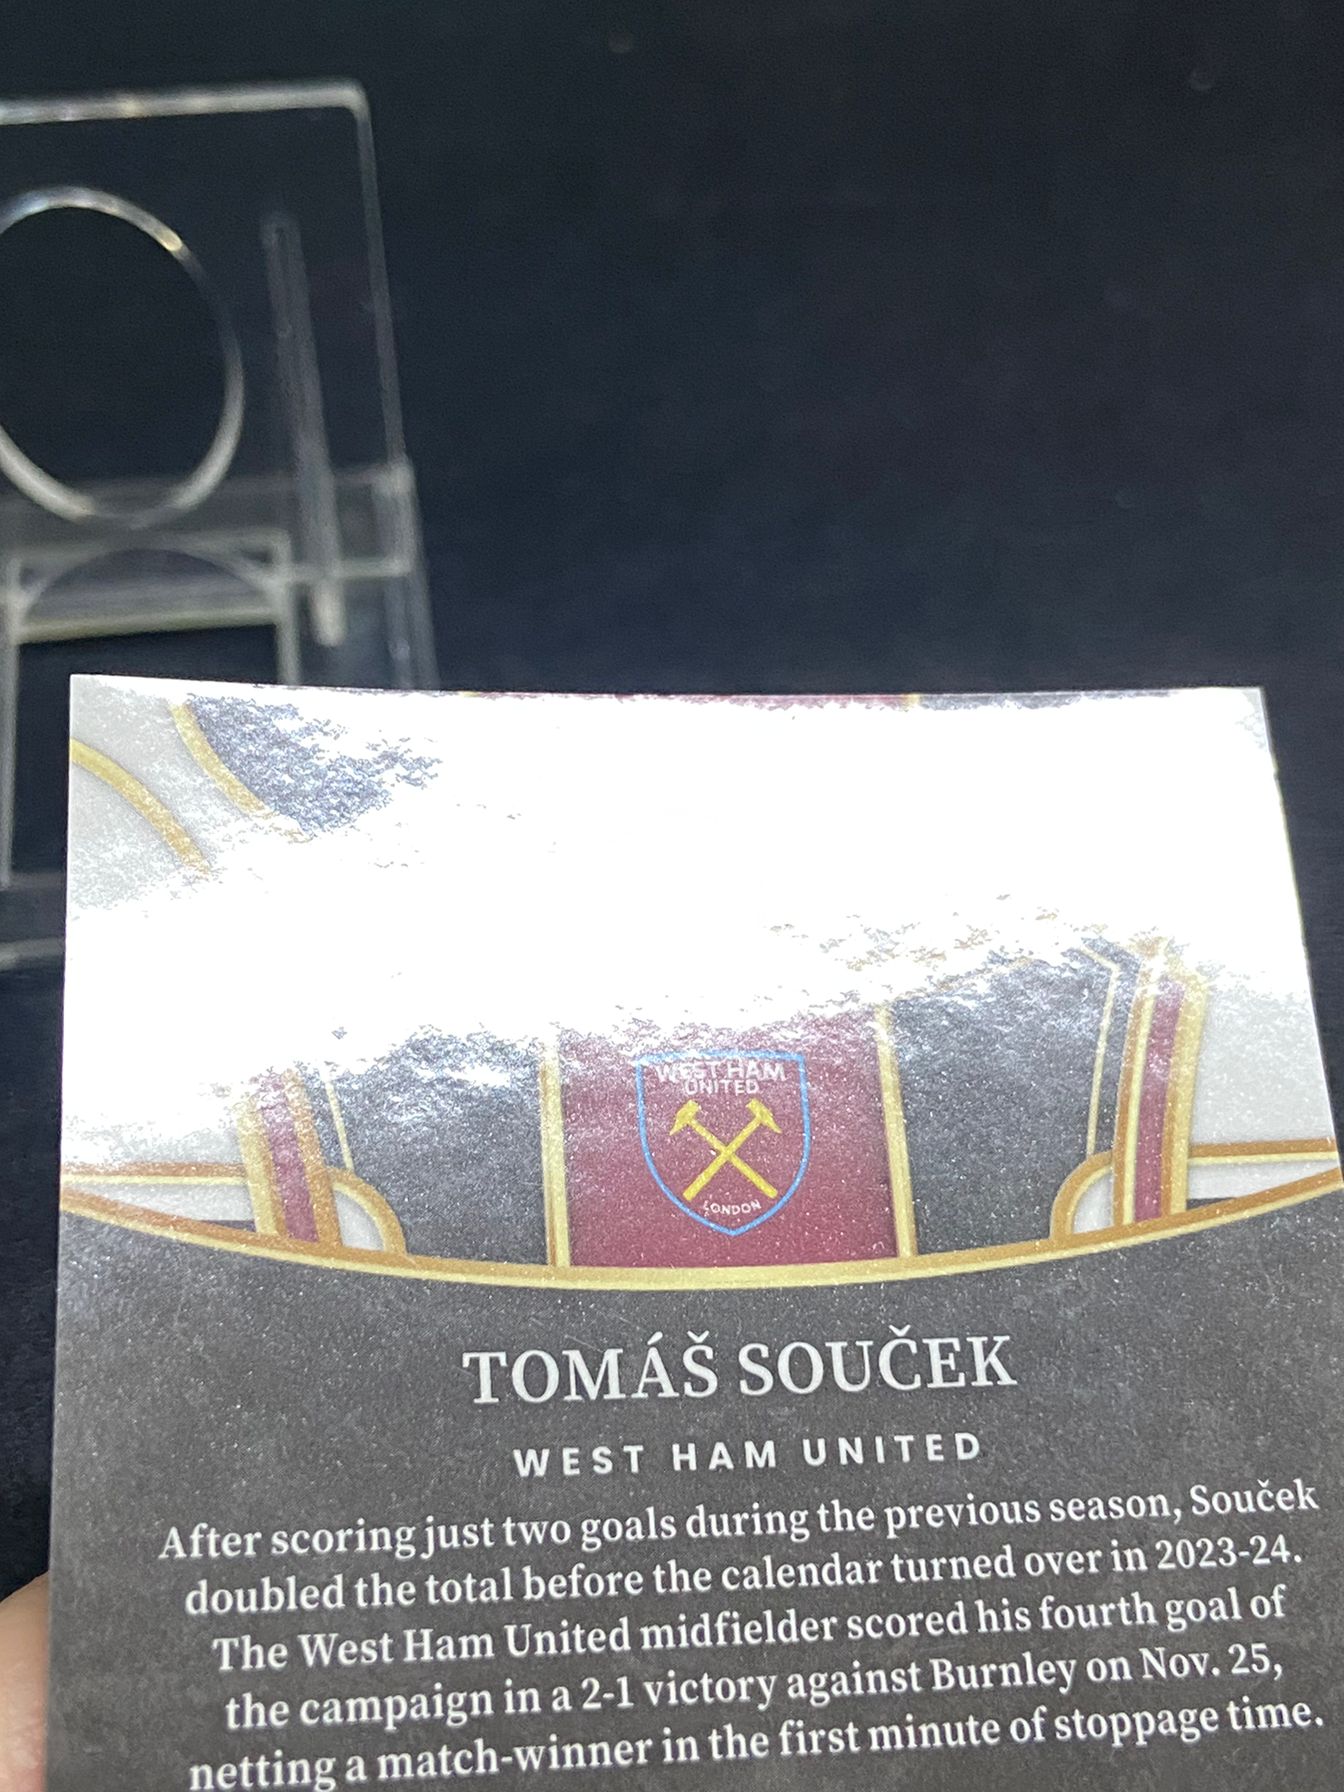 WEST HAM
UNITED
LONDON
TOMÁŠ SOUČEK
WEST HAM UNITED
After scoring just two goals during the previous season, Souček
doubled the total before the calendar turned over in 2023-24.
The West Ham United midfielder scored his fourth goal of
the campaign in a 2-1 victory against Burnley on Nov. 25,
netting a match-winner in the first minute of stoppage time.